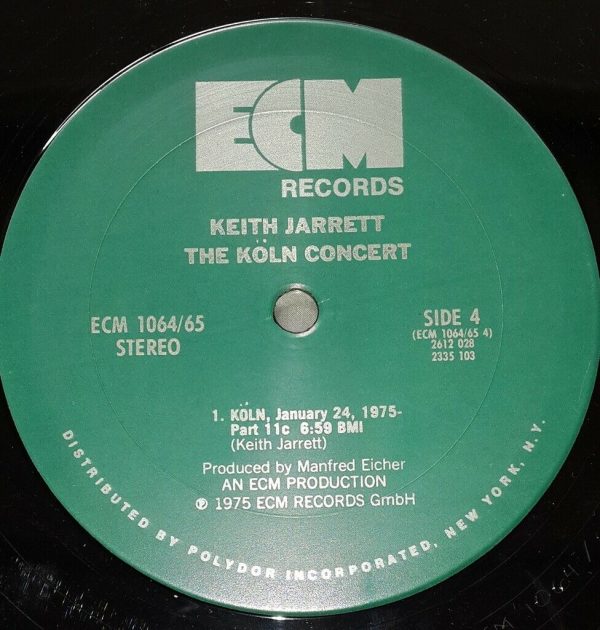 ECM
RECORDS
KEITH JARRETT
THE KÖLN CONCERT
ECM 1064/65
STEREO
SIDE 4
(ECM 1064/65 4)
2612 028
2335 103
1. KÖLN, January 24, 1975-
Part 11c 6:59 BMI
(Keith Jarrett)
Produced by Manfred Eicher
AN ECM PRODUCTION
℗ 1975 ECM RECORDS GmbH
DISTRIBUTED BY POLYDOR INCORPORATED, NEW YORK, N.Y.